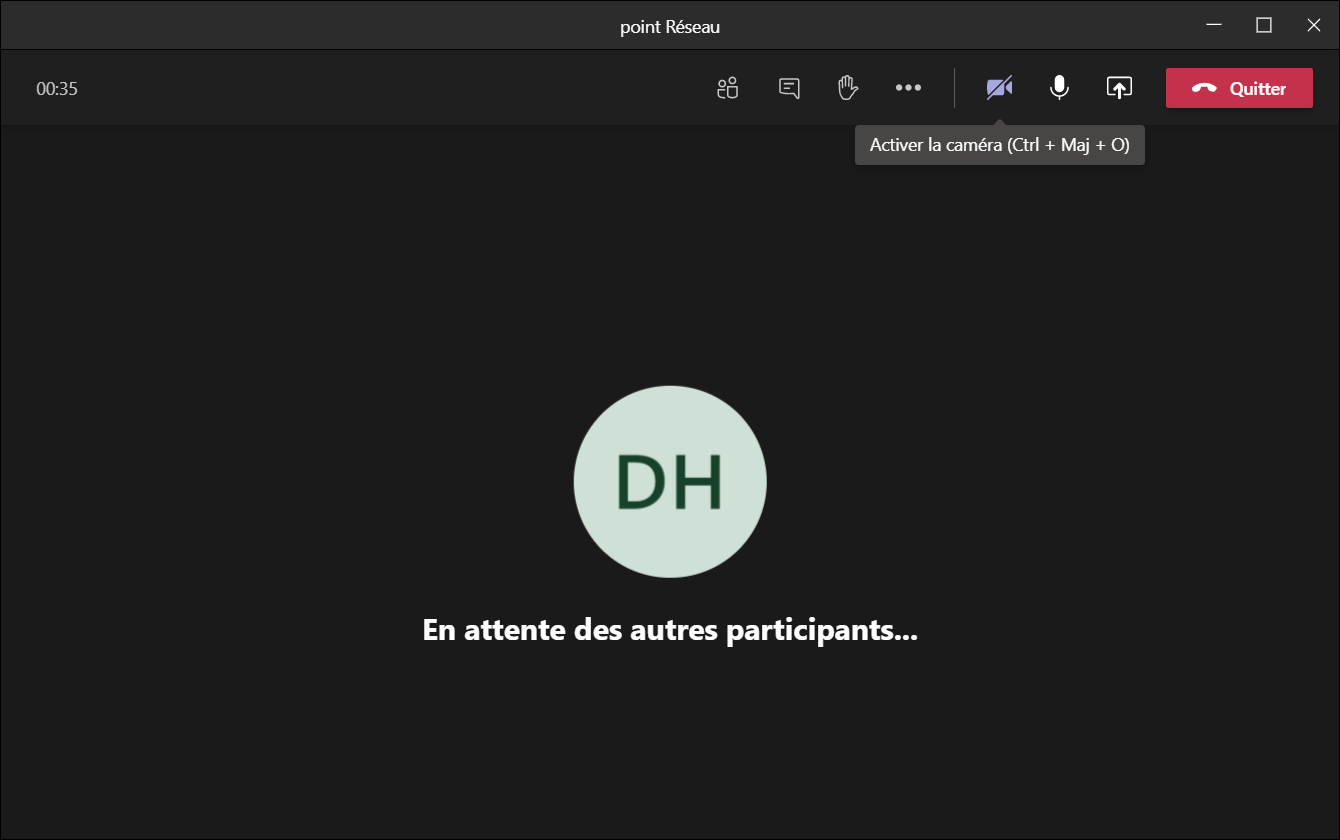 point Réseau
00:35
Quitter
Activer la caméra (Ctrl + Maj + O)
DH
En attente des autres participants...